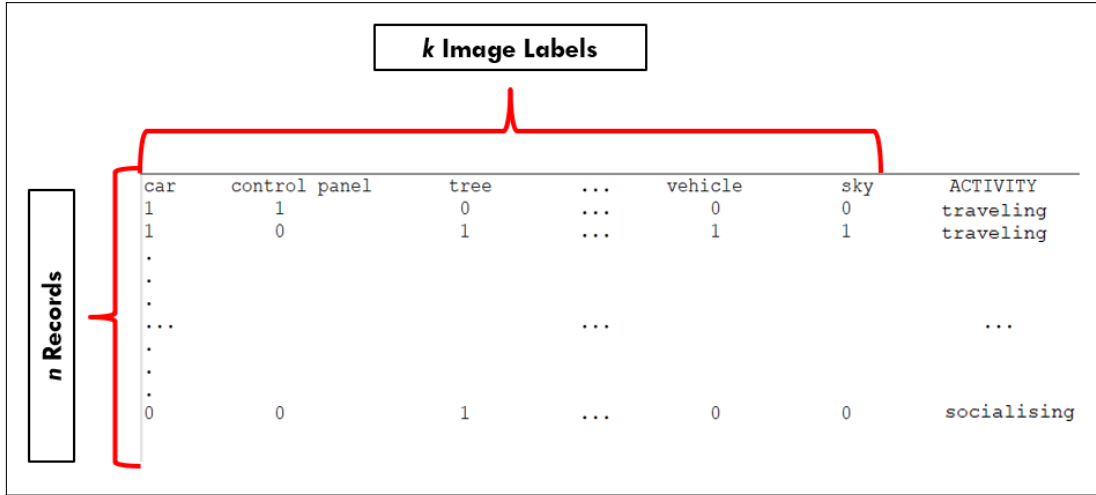 k Image Labels
n Records
car control panel tree ... vehicle sky ACTIVITY
1 1 0 ... 0 0 traveling
1 0 1 ... 1 1 traveling
.
.
.
... ... ...
.
.
.
0 0 1 ... 0 0 socialising